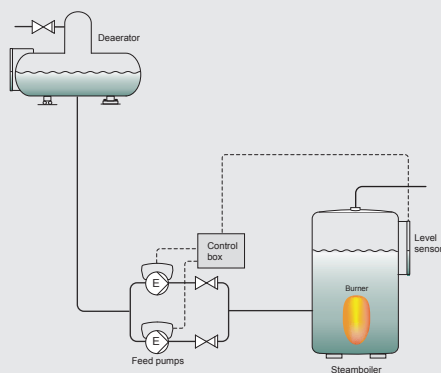 Deaerator
Control
box
Level
sensor
E
Burner
E
Feed pumps
Steamboiler